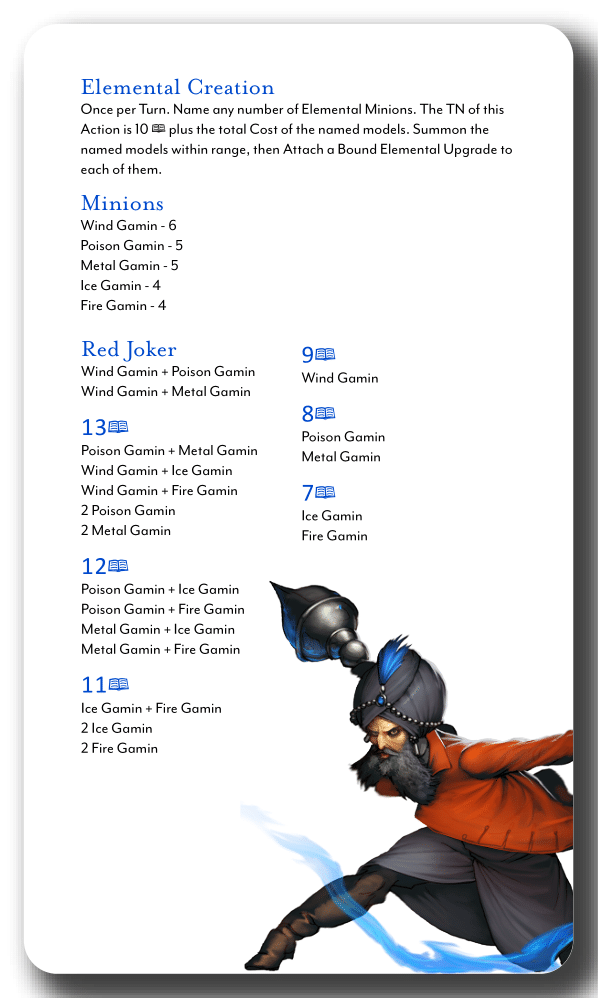 Elemental Creation
Once per Turn. Name any number of Elemental Minions. The TN of this
Action is 10 plus the total Cost of the named models. Summon the
named models within range, then Attach a Bound Elemental Upgrade to
each of them.
Minions
Wind Gamin - 6
Poison Gamin - 5
Metal Gamin - 5
Ice Gamin - 4
Fire Gamin - 4
Red Joker
Wind Gamin + Poison Gamin
Wind Gamin + Metal Gamin
13
Poison Gamin + Metal Gamin
Wind Gamin + Ice Gamin
Wind Gamin + Fire Gamin
2 Poison Gamin
2 Metal Gamin
12
Poison Gamin + Ice Gamin
Poison Gamin + Fire Gamin
Metal Gamin + Ice Gamin
Metal Gamin + Fire Gamin
11
Ice Gamin + Fire Gamin
2 Ice Gamin
2 Fire Gamin
9
Wind Gamin
8
Poison Gamin
Metal Gamin
7
Ice Gamin
Fire Gamin